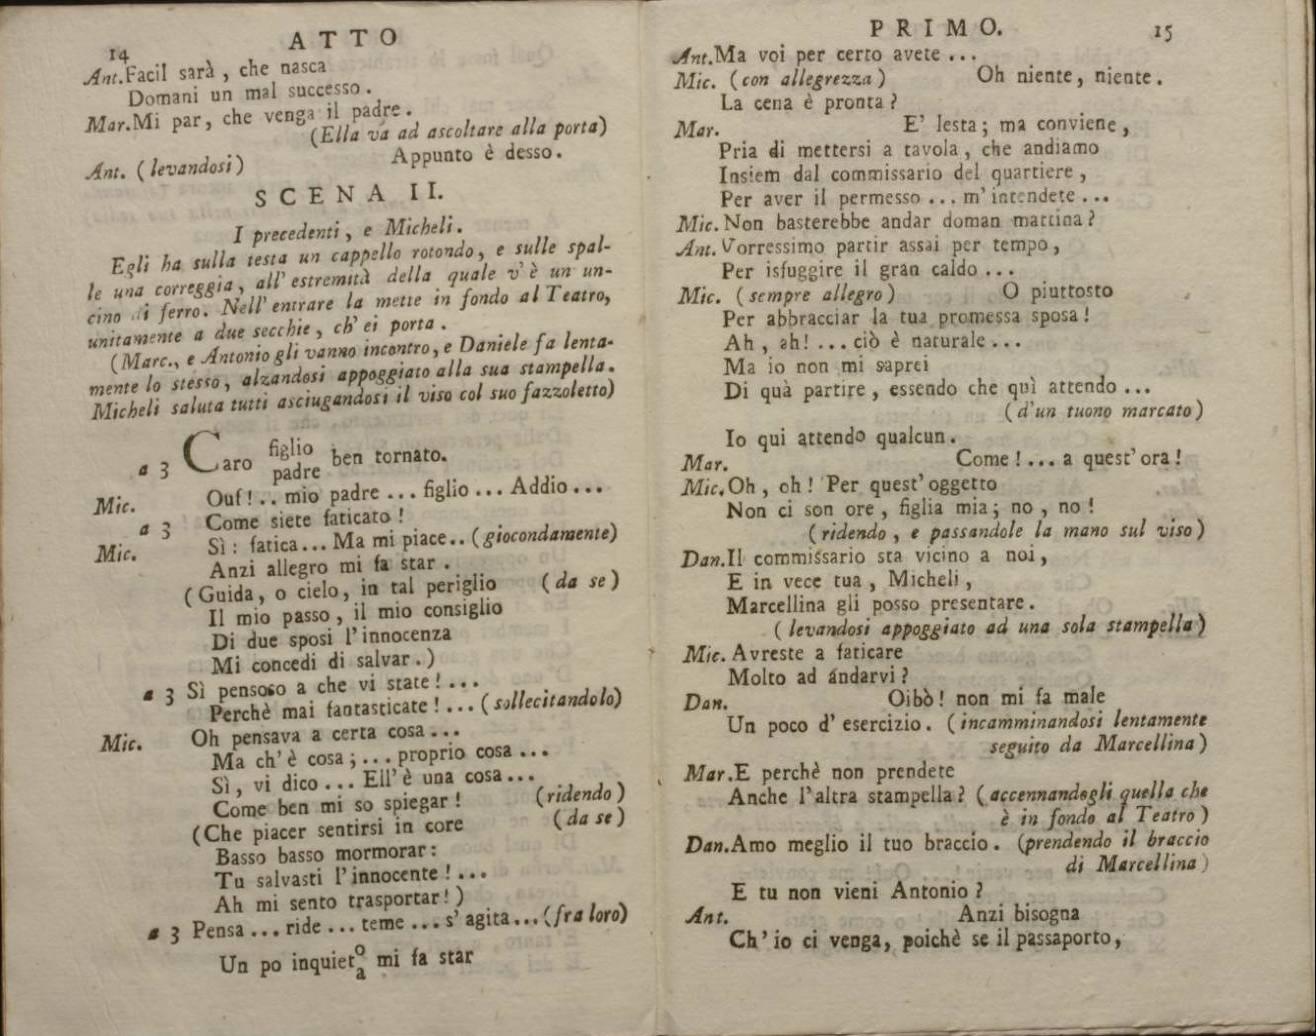 14
ATTO
Ant. Facil sarà, che nasca
Domani un mal successo.
Mar. Mi par, che venga il padre.
(Ella va ad ascoltare alla porta)
Ant. (levandosi) Appunto è desso.
SCENA II.
I precedenti, e Micheli.
Egli ha sulla testa un cappello rotondo, e sulle spal-
le una correggia, all' estremità della quale v'è un un-
cino di ferro. Nell' entrare la mette in fondo al Teatro,
unitamente a due secchie, ch' ei porta.
(Marc., e Antonio gli vanno incontro, e Daniele fa lenta-
mente lo stesso, alzandosi appoggiato alla sua stampella.
Micheli saluta tutti asciugandosi il viso col suo fazzoletto)
a 3 Caro figlio ben tornato.
padre
Mic. Ouf!.. mio padre... figlio... Addio...
a 3 Come siete faticato!
Mic. Sì: fatica... Ma mi piace.. (giocondamente)
Anzi allegro mi fa star.
(Guida, o cielo, in tal periglio (da se)
Il mio passo, il mio consiglio
Di due sposi l'innocenza
Mi concedi di salvar.)
a 3 Sì pensoso a che vi state!...
Perchè mai fantasticate!... (sollecitandolo)
Mic. Oh pensava a certa cosa...
Ma ch'è cosa;... proprio cosa...
Sì, vi dico... Ell'è una cosa...
Come ben mi so spiegar! (ridendo)
(Che piacer sentirsi in core (da se)
Basso basso mormorar:
Tu salvasti l'innocente!...
Ah mi sento trasportar!)
a 3 Pensa... ride... teme... s'agita... (fra loro)
Un po inquieto mi fa star
a
PRIMO.
15
Ant. Ma voi per certo avete...
Mic. (con allegrezza) Oh niente, niente.
La cena è pronta?
Mar. E' lesta; ma conviene,
Pria di mettersi a tavola, che andiamo
Insiem dal commissario del quartiere,
Per aver il permesso... m'intendete...
Mic. Non basterebbe andar doman mattina?
Ant. Vorressimo partir assai per tempo,
Per isfuggire il gran caldo...
Mic. (sempre allegro) O piuttosto
Per abbracciar la tua promessa sposa!
Ah, ah!... ciò è naturale...
Ma io non mi saprei
Di quà partire, essendo che quì attendo...
(d'un tuono marcato)
Io qui attendo qualcun.
Mar. Come!... a quest'ora!
Mic. Oh, oh! Per quest'oggetto
Non ci son ore, figlia mia; no, no!
(ridendo, e passandole la mano sul viso)
Dan. Il commissario sta vicino a noi,
E in vece tua, Micheli,
Marcellina gli posso presentare.
(levandosi appoggiato ad una sola stampella)
Mic. Avreste a faticare
Molto ad ándarvi?
Dan. Oibò! non mi fa male
Un poco d' esercizio. (incamminandosi lentamente
seguito da Marcellina)
Mar. E perchè non prendete
Anche l'altra stampella? (accennandogli quella che
è in fondo al Teatro)
Dan. Amo meglio il tuo braccio. (prendendo il braccio
di Marcellina)
E tu non vieni Antonio?
Ant. Anzi bisogna
Ch' io ci venga, poichè se il passaporto,